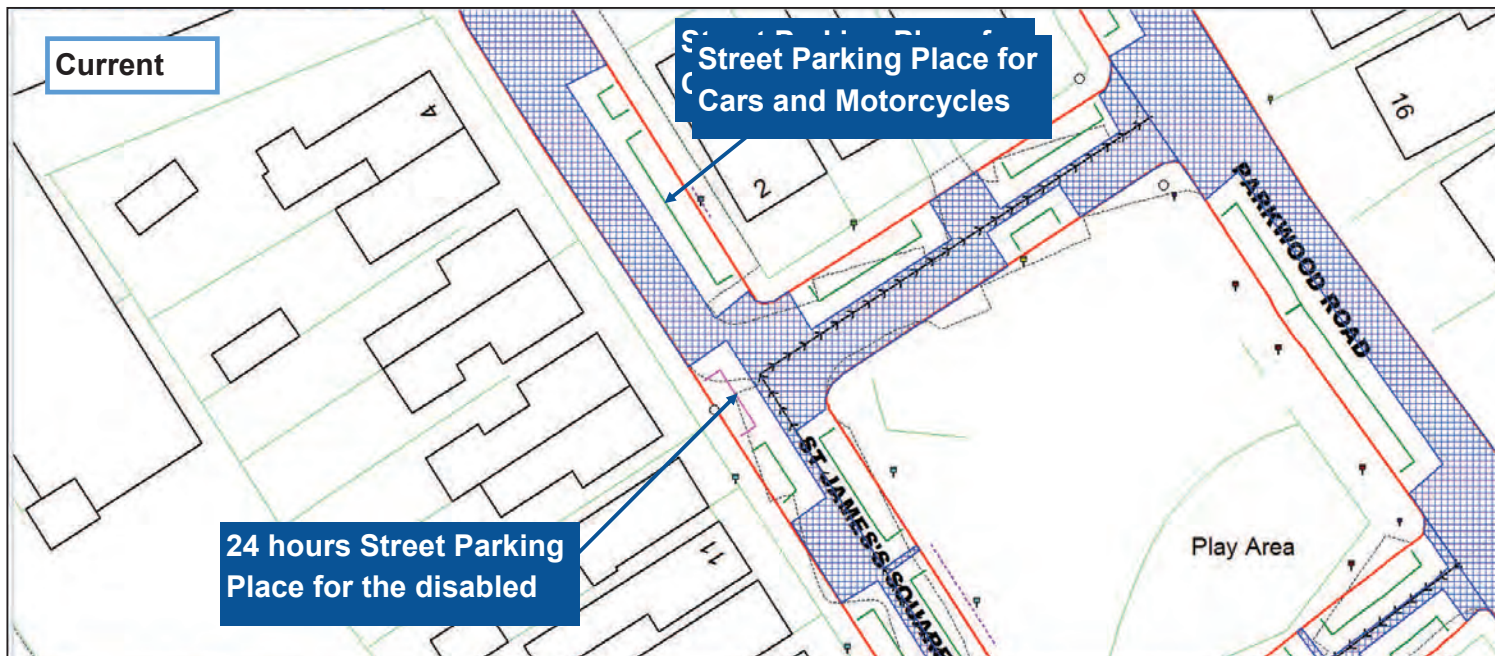 Current
Street Parking Place for
Cars and Motorcycles
4
2
16
PARKWOOD ROAD
24 hours Street Parking
Place for the disabled
11
ST JAMES'S SQUARE
Play Area